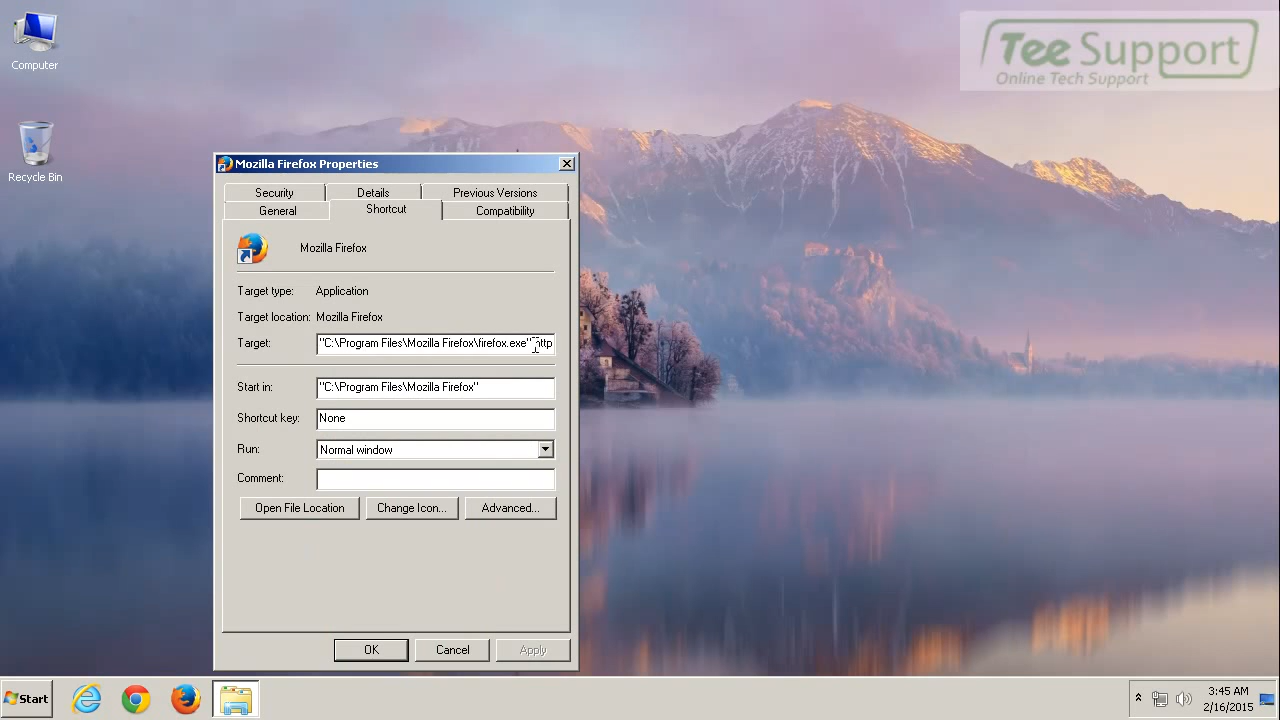 Computer
Recycle Bin
Tee Support
Online Tech Support
Mozilla Firefox Properties
Security Details Previous Versions
General Shortcut Compatibility
Mozilla Firefox
Target type: Application
Target location: Mozilla Firefox
Target: "C:\Program Files\Mozilla Firefox\firefox.exe"
Start in: "C:\Program Files\Mozilla Firefox"
Shortcut key: None
Run: Normal window
Comment:
Open File Location Change Icon... Advanced...
OK Cancel Apply
Start
3:45 AM
2/16/2015